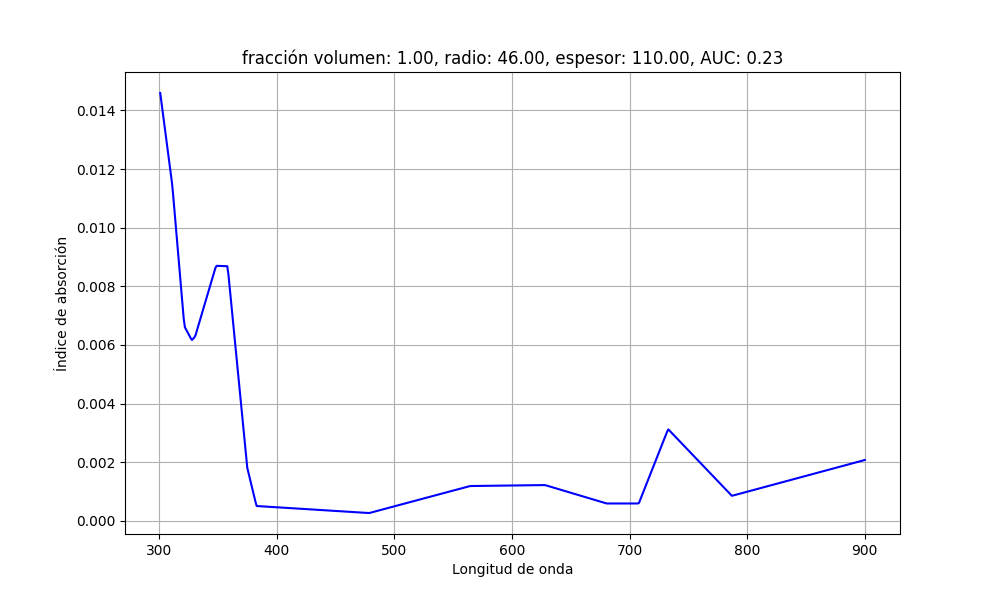 fracción volumen: 1.00, radio: 46.00, espesor: 110.00, AUC: 0.23
Índice de absorción
0.014
0.012
0.010
0.008
0.006
0.004
0.002
0.000
300 400 500 600 700 800 900
Longitud de onda